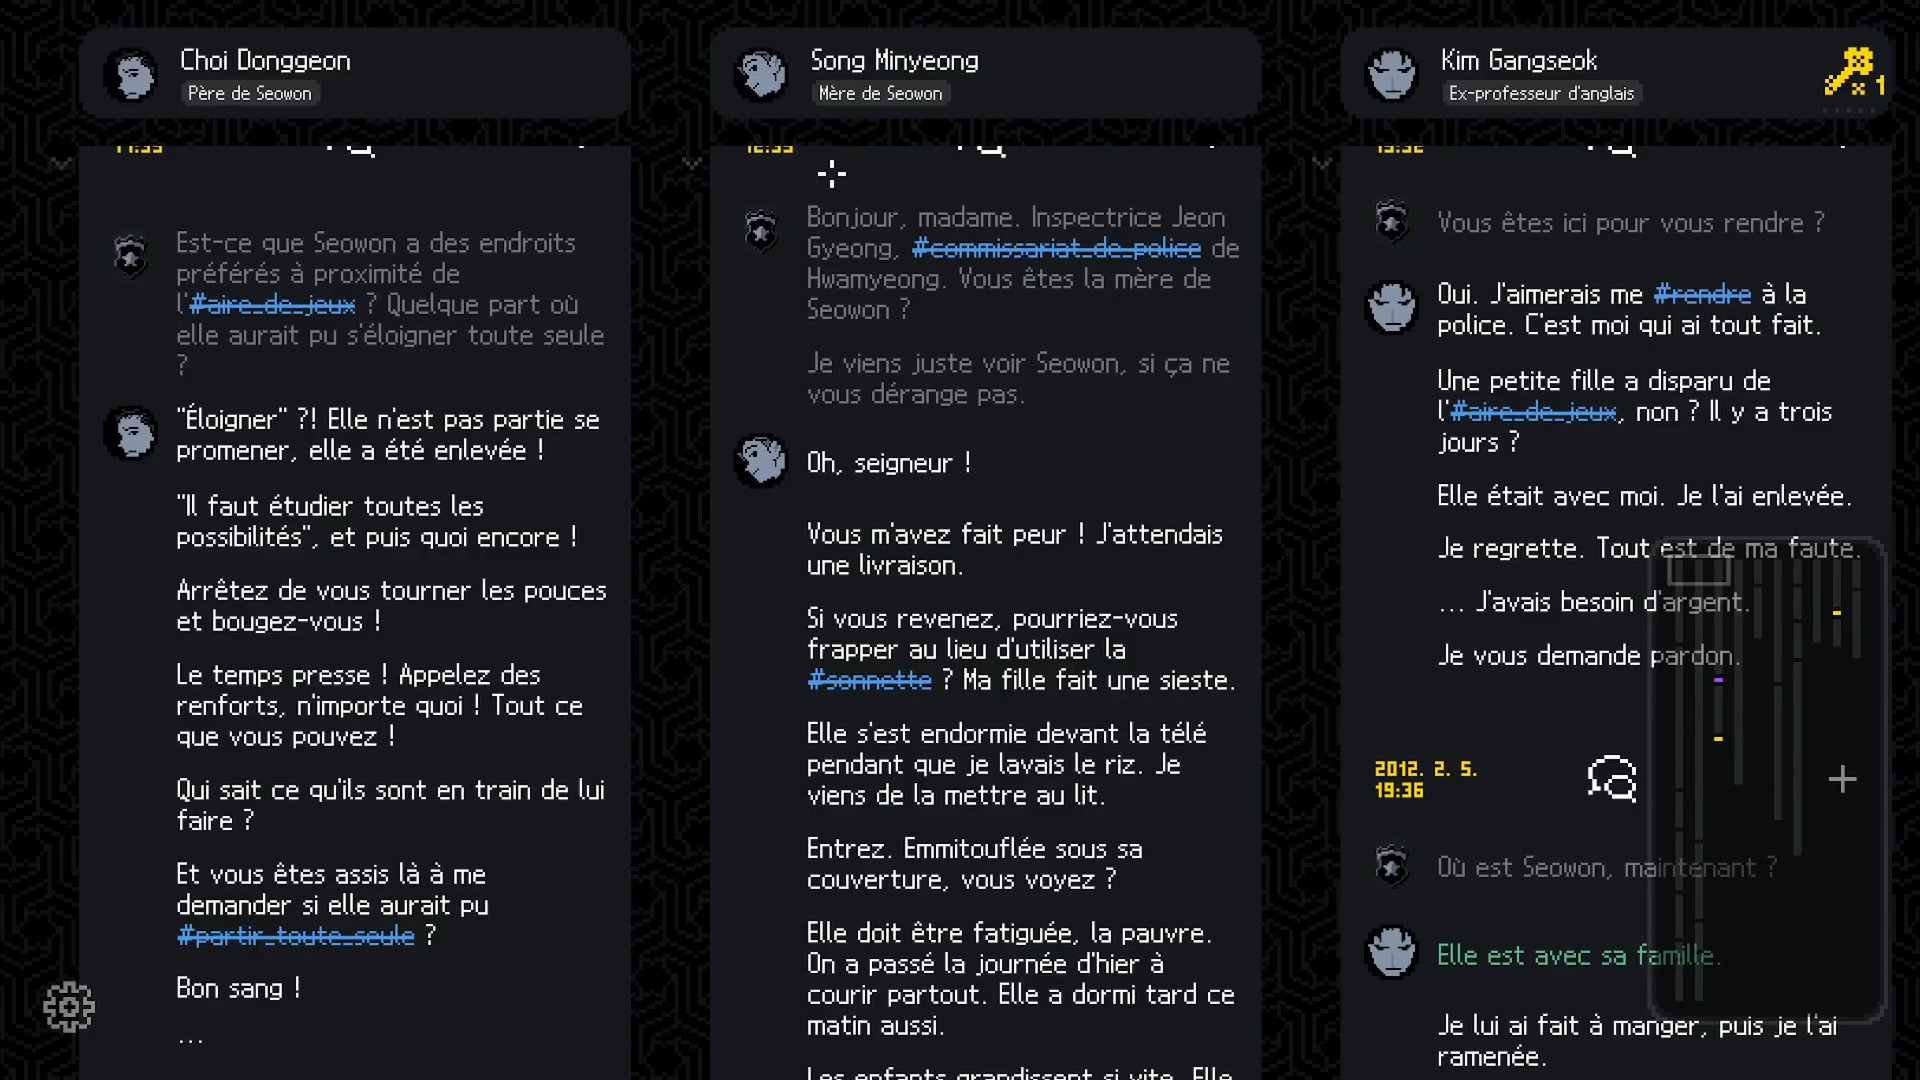 Choi Donggeon
Père de Seowon
Est-ce que Seowon a des endroits
préférés à proximité de
l'#aire_de_jeux ? Quelque part où
elle aurait pu s'éloigner toute seule
?
"Éloigner" ?! Elle n'est pas partie se
promener, elle a été enlevée !
"Il faut étudier toutes les
possibilités", et puis quoi encore !
Arrêtez de vous tourner les pouces
et bougez-vous !
Le temps presse ! Appelez des
renforts, n'importe quoi ! Tout ce
que vous pouvez !
Qui sait ce qu'ils sont en train de lui
faire ?
Et vous êtes assis là à me
demander si elle aurait pu
#partir_toute_seule ?
Bon sang !
...
Song Minyeong
Mère de Seowon
Bonjour, madame. Inspectrice Jeon
Gyeong, #commissariat_de_police de
Hwamyeong. Vous êtes la mère de
Seowon ?
Je viens juste voir Seowon, si ça ne
vous dérange pas.
Oh, seigneur !
Vous m'avez fait peur ! J'attendais
une livraison.
Si vous revenez, pourriez-vous
frapper au lieu d'utiliser la
#sonnette ? Ma fille fait une sieste.
Elle s'est endormie devant la télé
pendant que je lavais le riz. Je
viens de la mettre au lit.
Entrez. Emmitouflée sous sa
couverture, vous voyez ?
Elle doit être fatiguée, la pauvre.
On a passé la journée d'hier à
courir partout. Elle a dormi tard ce
matin aussi.
Les enfants grandissent si vite. Elle
Kim Gangseok
Ex-professeur d'anglais
x 1
Vous êtes ici pour vous rendre ?
Oui. J'aimerais me #rendre à la
police. C'est moi qui ai tout fait.
Une petite fille a disparu de
l'#aire_de_jeux, non ? Il y a trois
jours ?
Elle était avec moi. Je l'ai enlevée.
Je regrette. Tout est de ma faute.
... J'avais besoin d'argent.
Je vous demande pardon.
2012. 2. 5.
19:36
Où est Seowon, maintenant ?
Elle est avec sa famille.
Je lui ai fait à manger, puis je l'ai
ramenée.